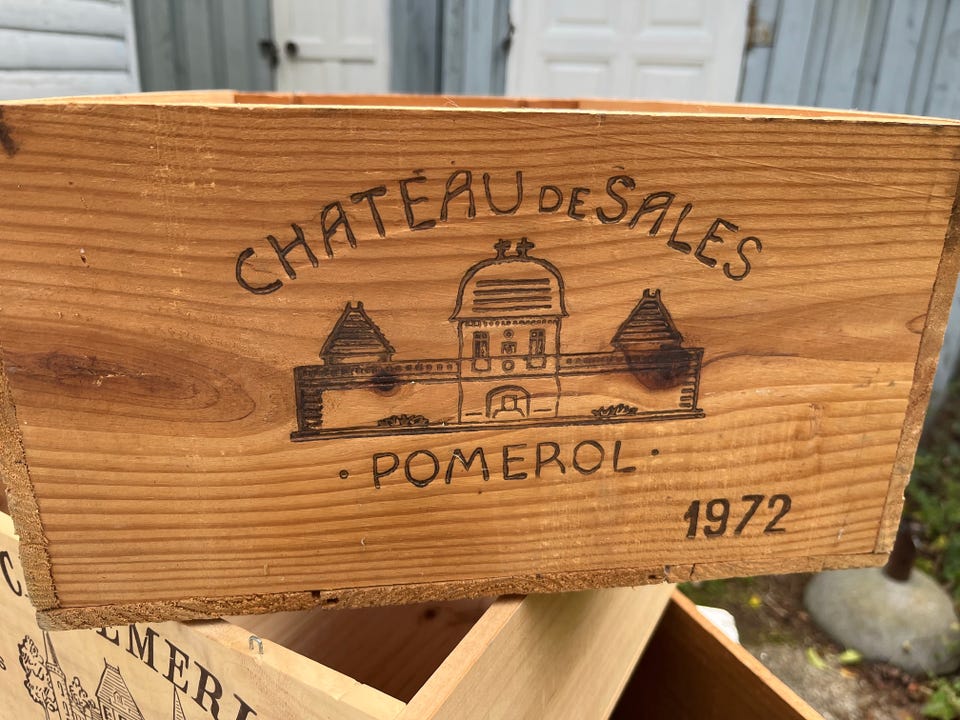 CHATEAU DE SALES
· POMEROL ·
1972